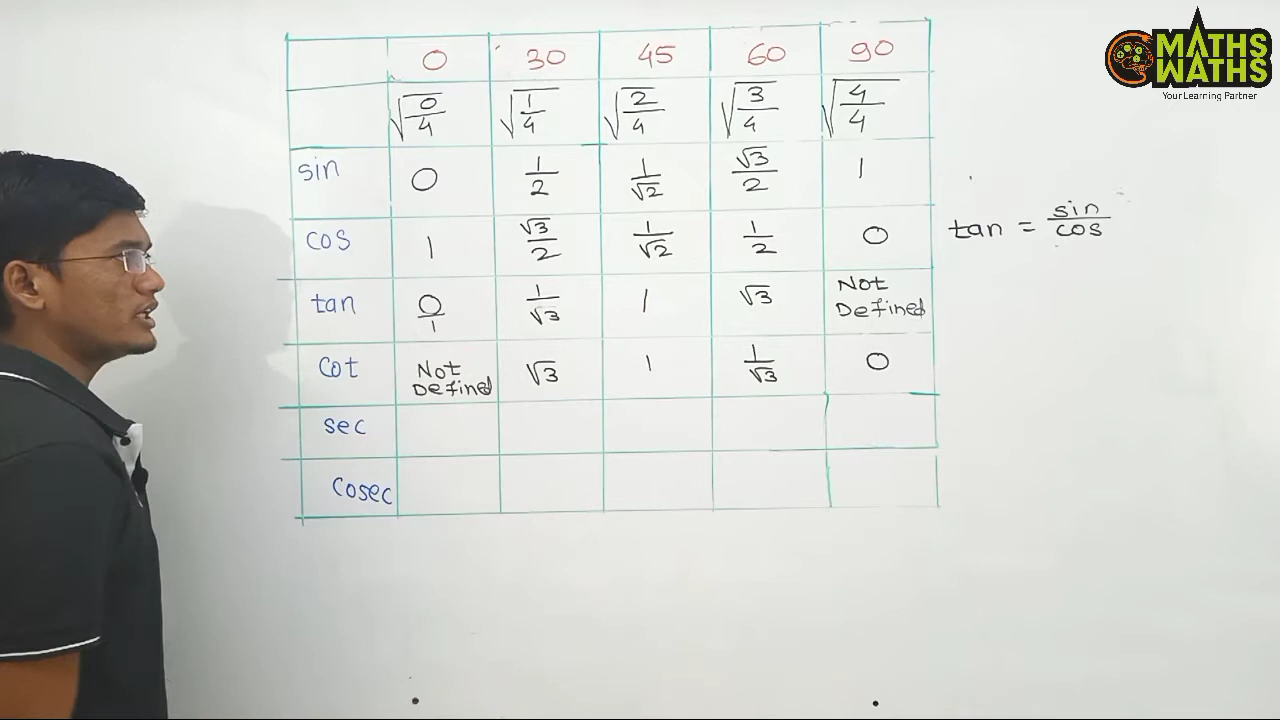 MATHS
WATHS
Your Learning Partner
0 30 45 60 90
√0/4 √1/4 √2/4 √3/4 √4/4
sin 0 1/2 1/√2 √3/2 1
cos 1 √3/2 1/√2 1/2 0
tan = sin/cos
tan 0/1 1/√3 1 √3 Not Defined
cot Not Defined √3 1 1/√3 0
sec
cosec